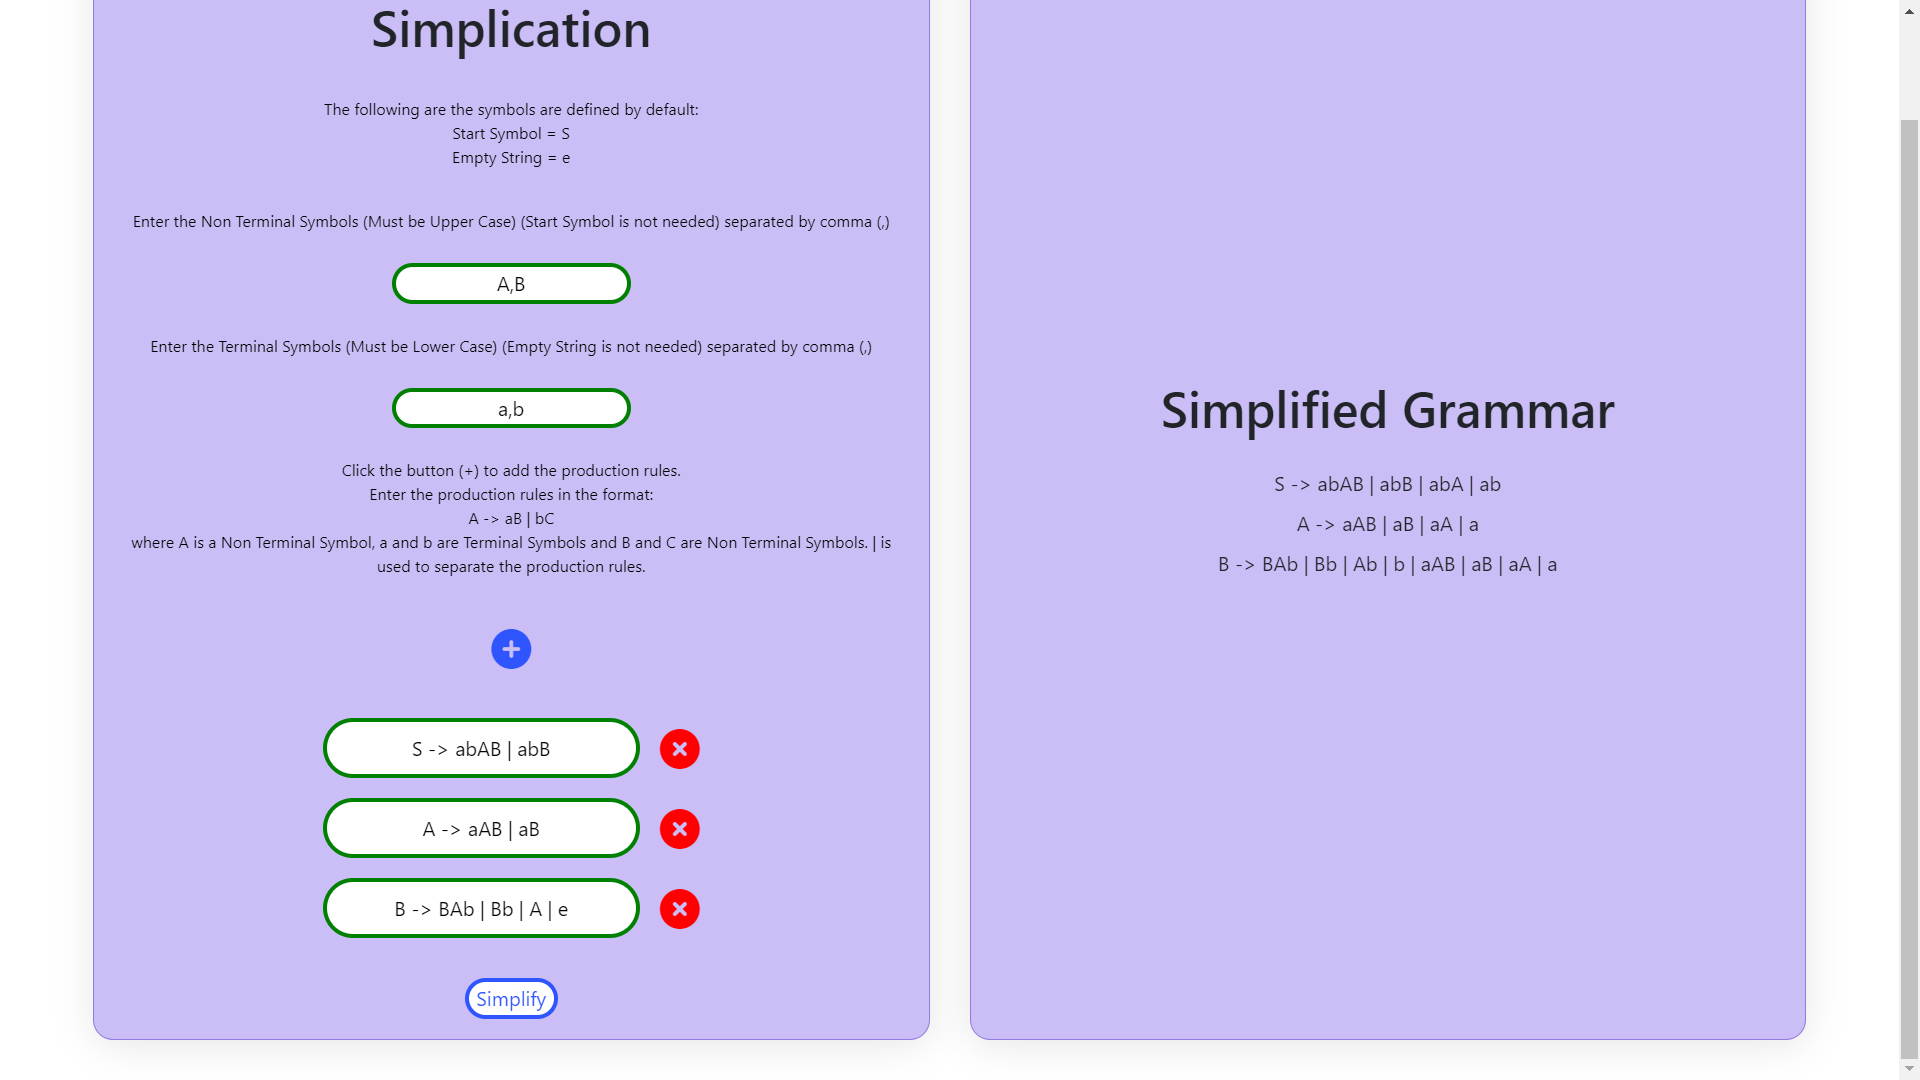 Simplication
The following are the symbols are defined by default:
Start Symbol = S
Empty String = e
Enter the Non Terminal Symbols (Must be Upper Case) (Start Symbol is not needed) separated by comma (,)
A,B
Enter the Terminal Symbols (Must be Lower Case) (Empty String is not needed) separated by comma (,)
a,b
Click the button (+) to add the production rules.
Enter the production rules in the format:
A -> aB | bC
where A is a Non Terminal Symbol, a and b are Terminal Symbols and B and C are Non Terminal Symbols. | is
used to separate the production rules.
S -> abAB | abB
A -> aAB | aB
B -> BAb | Bb | A | e
Simplify
Simplified Grammar
S -> abAB | abB | abA | ab
A -> aAB | aB | aA | a
B -> BAb | Bb | Ab | b | aAB | aB | aA | a